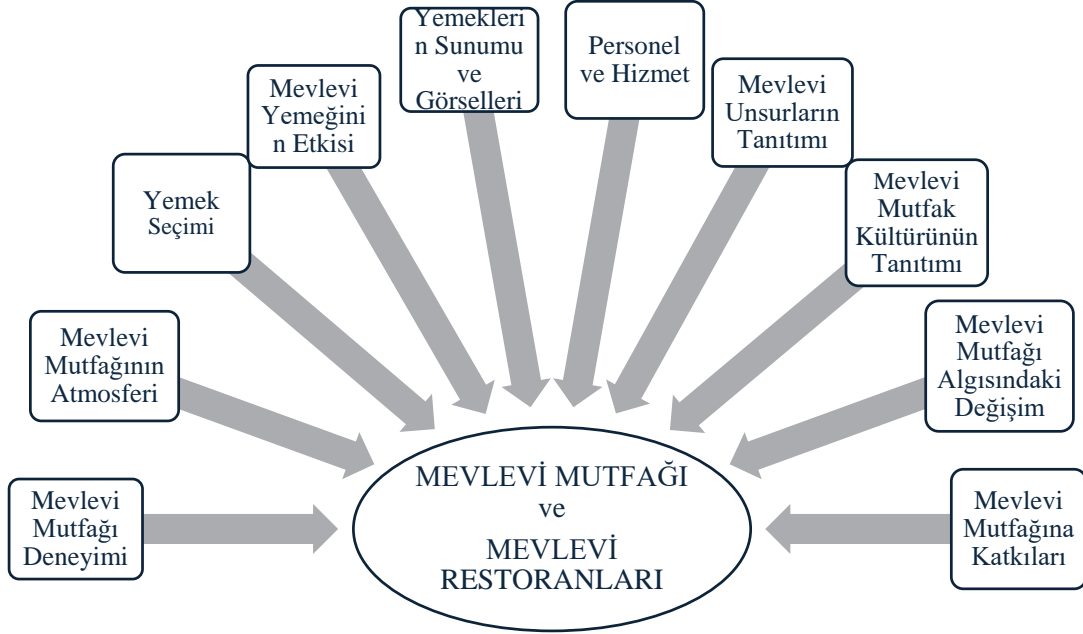 Yemekleri
n Sunumu
ve
Görselleri
Personel
ve Hizmet
Mevlevi
Yemeğini
n Etkisi
Mevlevi
Unsurların
Tanıtımı
Yemek
Seçimi
Mevlevi
Mutfak
Kültürünün
Tanıtımı
Mevlevi
Mutfağının
Atmosferi
Mevlevi
Mutfağı
Algısındaki
Değişim
Mevlevi
Mutfağı
Deneyimi
MEVLEVİ MUTFAĞI
ve
MEVLEVİ
RESTORANLARI
Mevlevi
Mutfağına
Katkıları